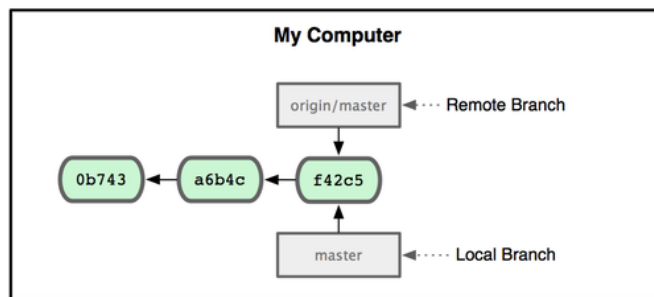 My Computer
origin/master
Remote Branch
0b743
a6b4c
f42c5
master
Local Branch